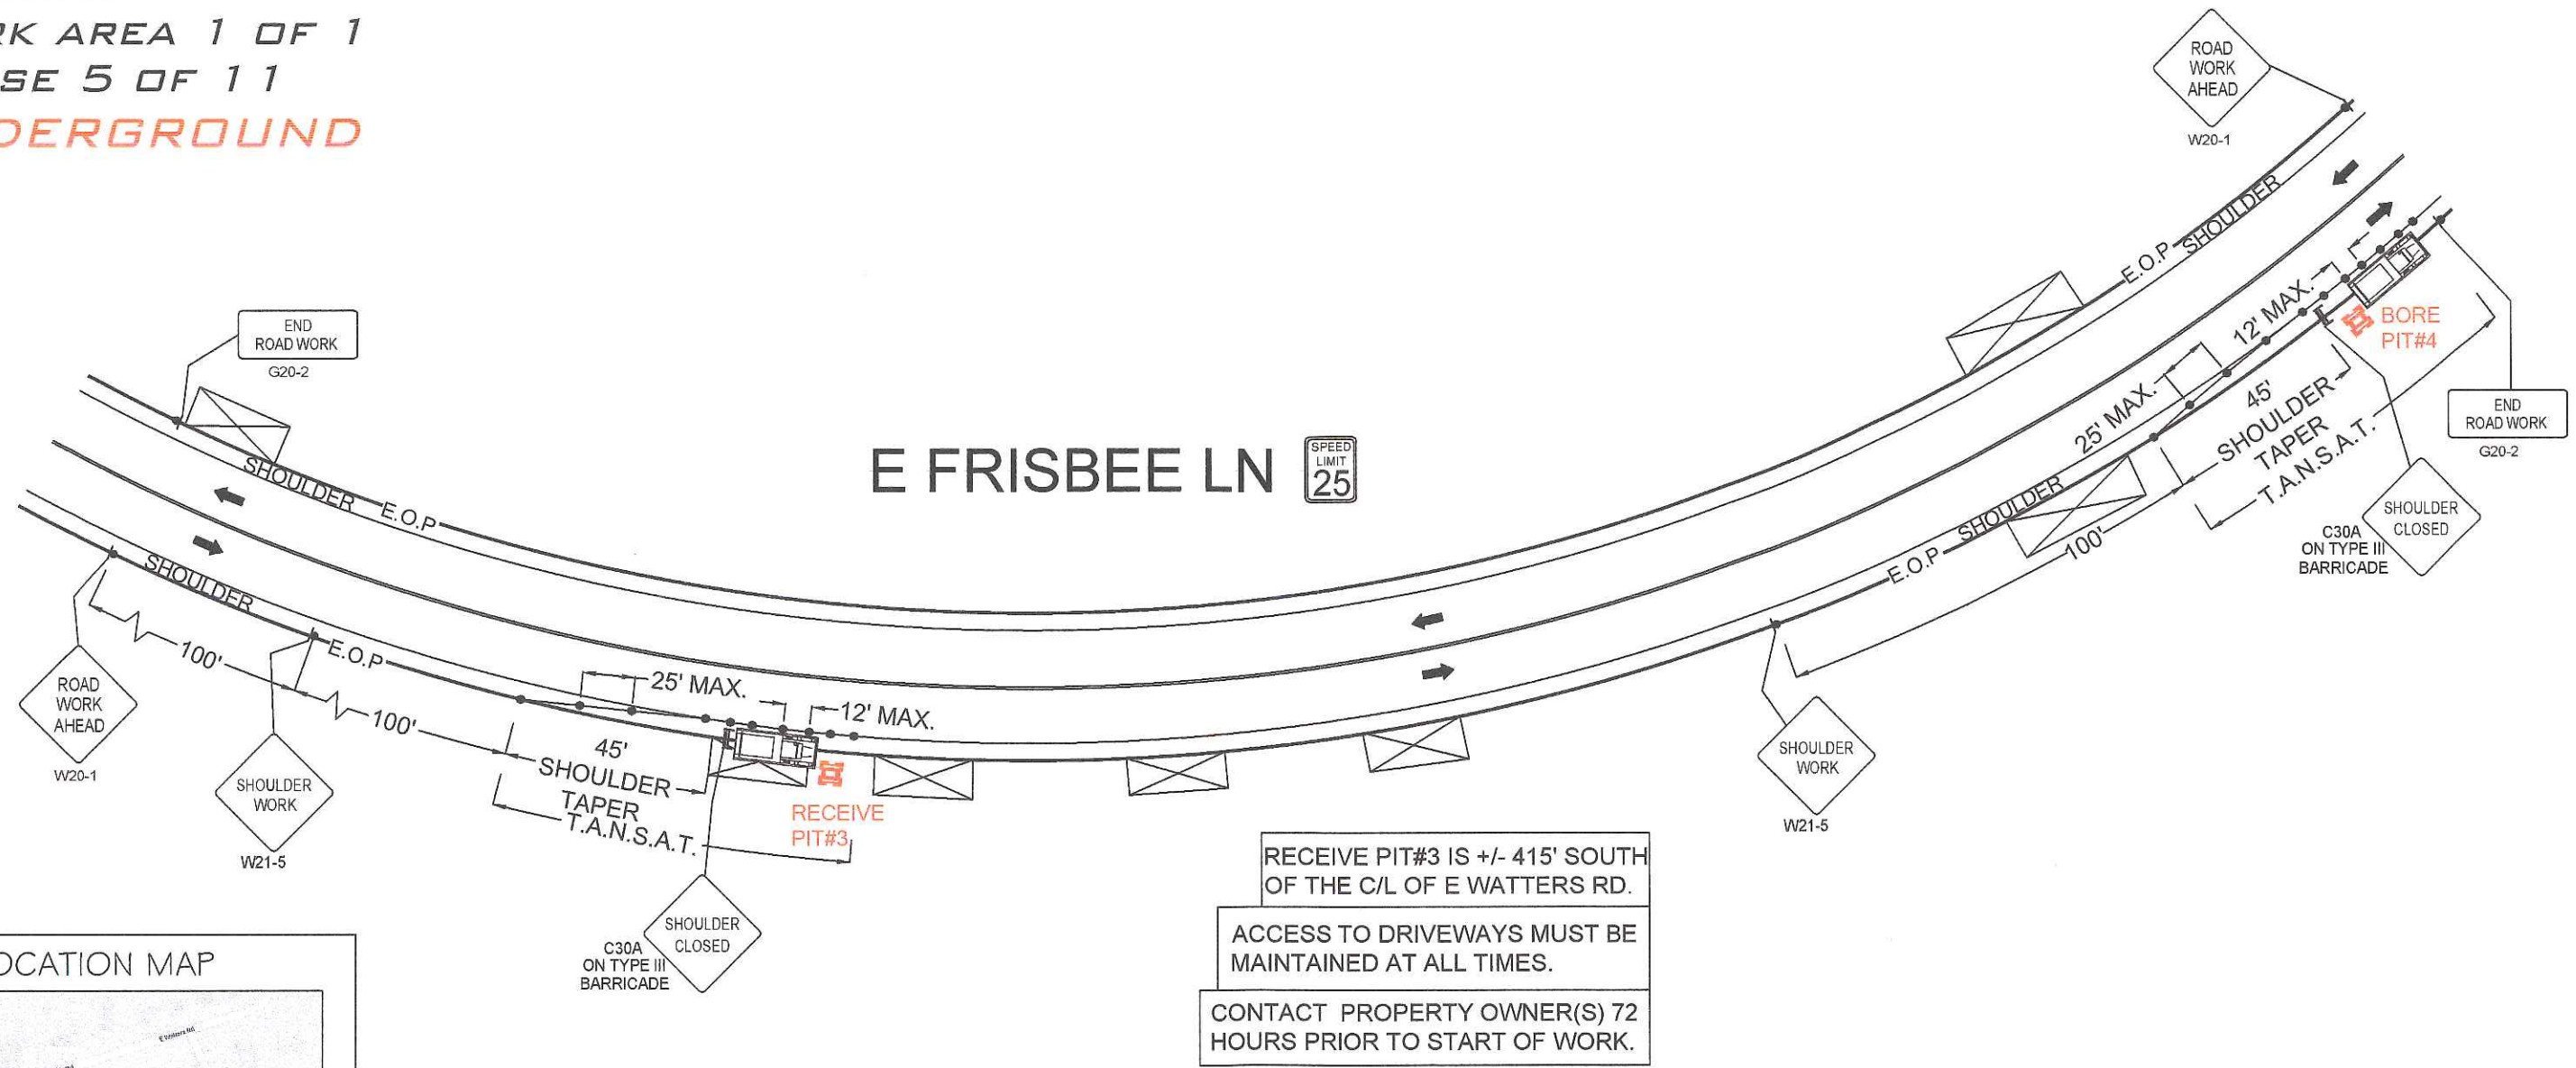 RK AREA 1 OF 1
SE 5 OF 11
DERGROUND
ROAD
WORK
AHEAD
W20-1
END
ROAD WORK
G20-2
SHOULDER
E.O.P
SHOULDER
E.O.P
E FRISBEE LN
SPEED
LIMIT
25
E.O.P
SHOULDER
12' MAX.
25' MAX.
BORE
PIT#4
45'
SHOULDER
TAPER
T.A.N.S.A.T.
END
ROAD WORK
G20-2
SHOULDER
CLOSED
C30A
ON TYPE III
BARRICADE
E.O.P
SHOULDER
100'
SHOULDER
WORK
W21-5
100'
100'
ROAD
WORK
AHEAD
W20-1
SHOULDER
WORK
W21-5
25' MAX.
12' MAX.
45'
SHOULDER
TAPER
T.A.N.S.A.T.
RECEIVE
PIT#3
SHOULDER
CLOSED
C30A
ON TYPE III
BARRICADE
RECEIVE PIT#3 IS +/- 415' SOUTH
OF THE C/L OF E WATTERS RD.
ACCESS TO DRIVEWAYS MUST BE
MAINTAINED AT ALL TIMES.
CONTACT PROPERTY OWNER(S) 72
HOURS PRIOR TO START OF WORK.
OCATION MAP
E Watters Rd